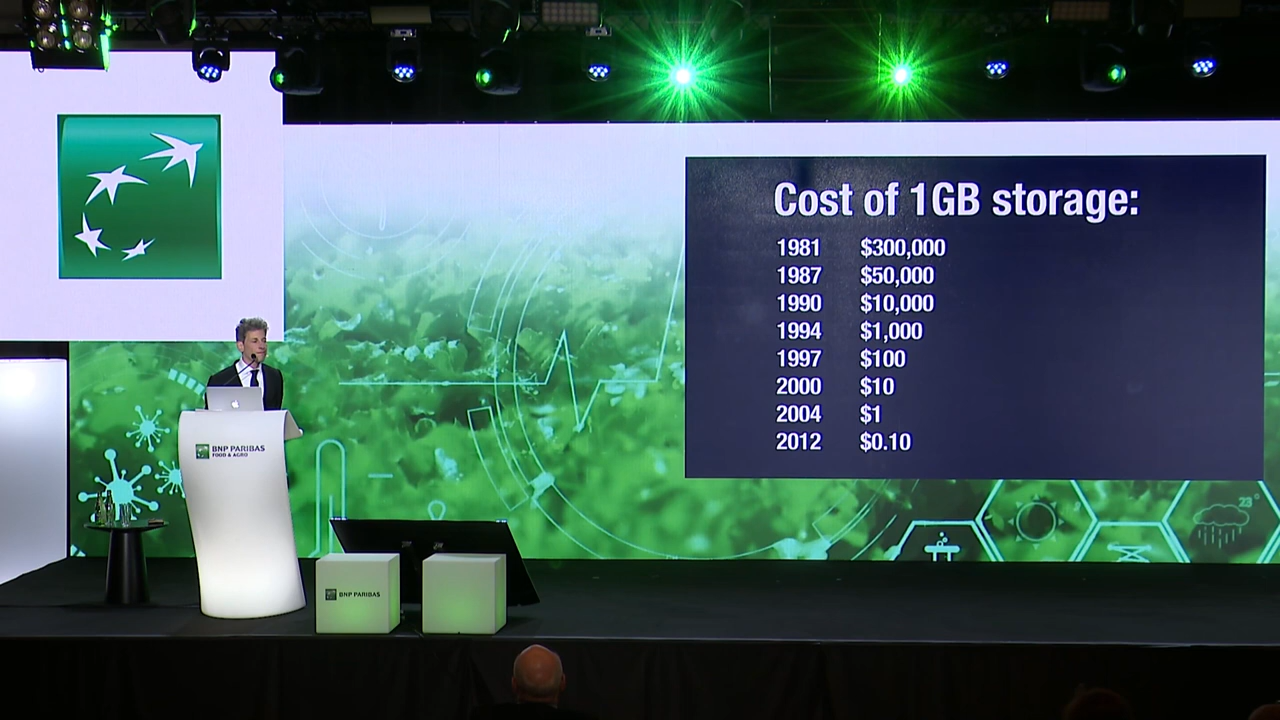 Cost of 1GB storage:
1981 $300,000
1987 $50,000
1990 $10,000
1994 $1,000
1997 $100
2000 $10
2004 $1
2012 $0.10
BNP PARIBAS
FOOD & AGRO
BNP PARIBAS
23°